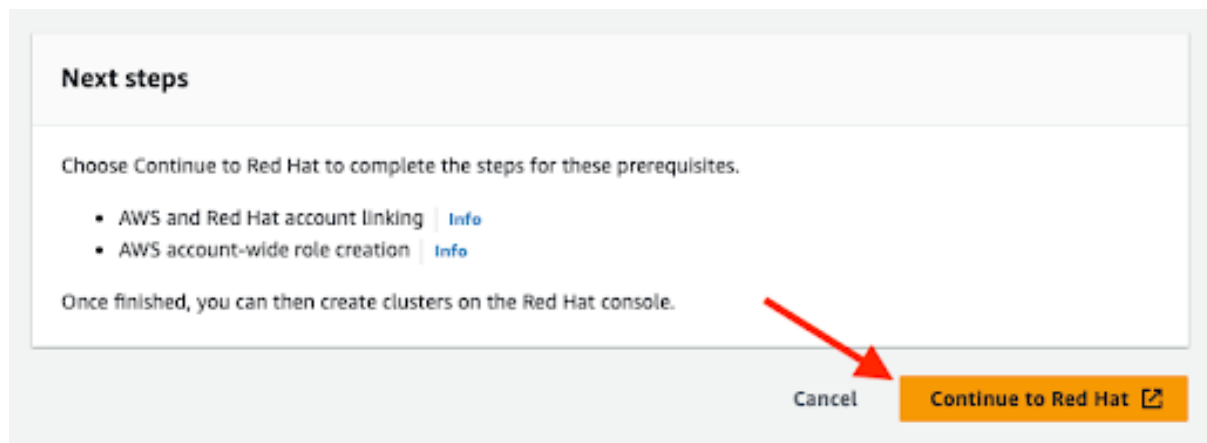 Next steps
Choose Continue to Red Hat to complete the steps for these prerequisites.
• AWS and Red Hat account linking | Info
• AWS account-wide role creation | Info
Once finished, you can then create clusters on the Red Hat console.
Cancel Continue to Red Hat